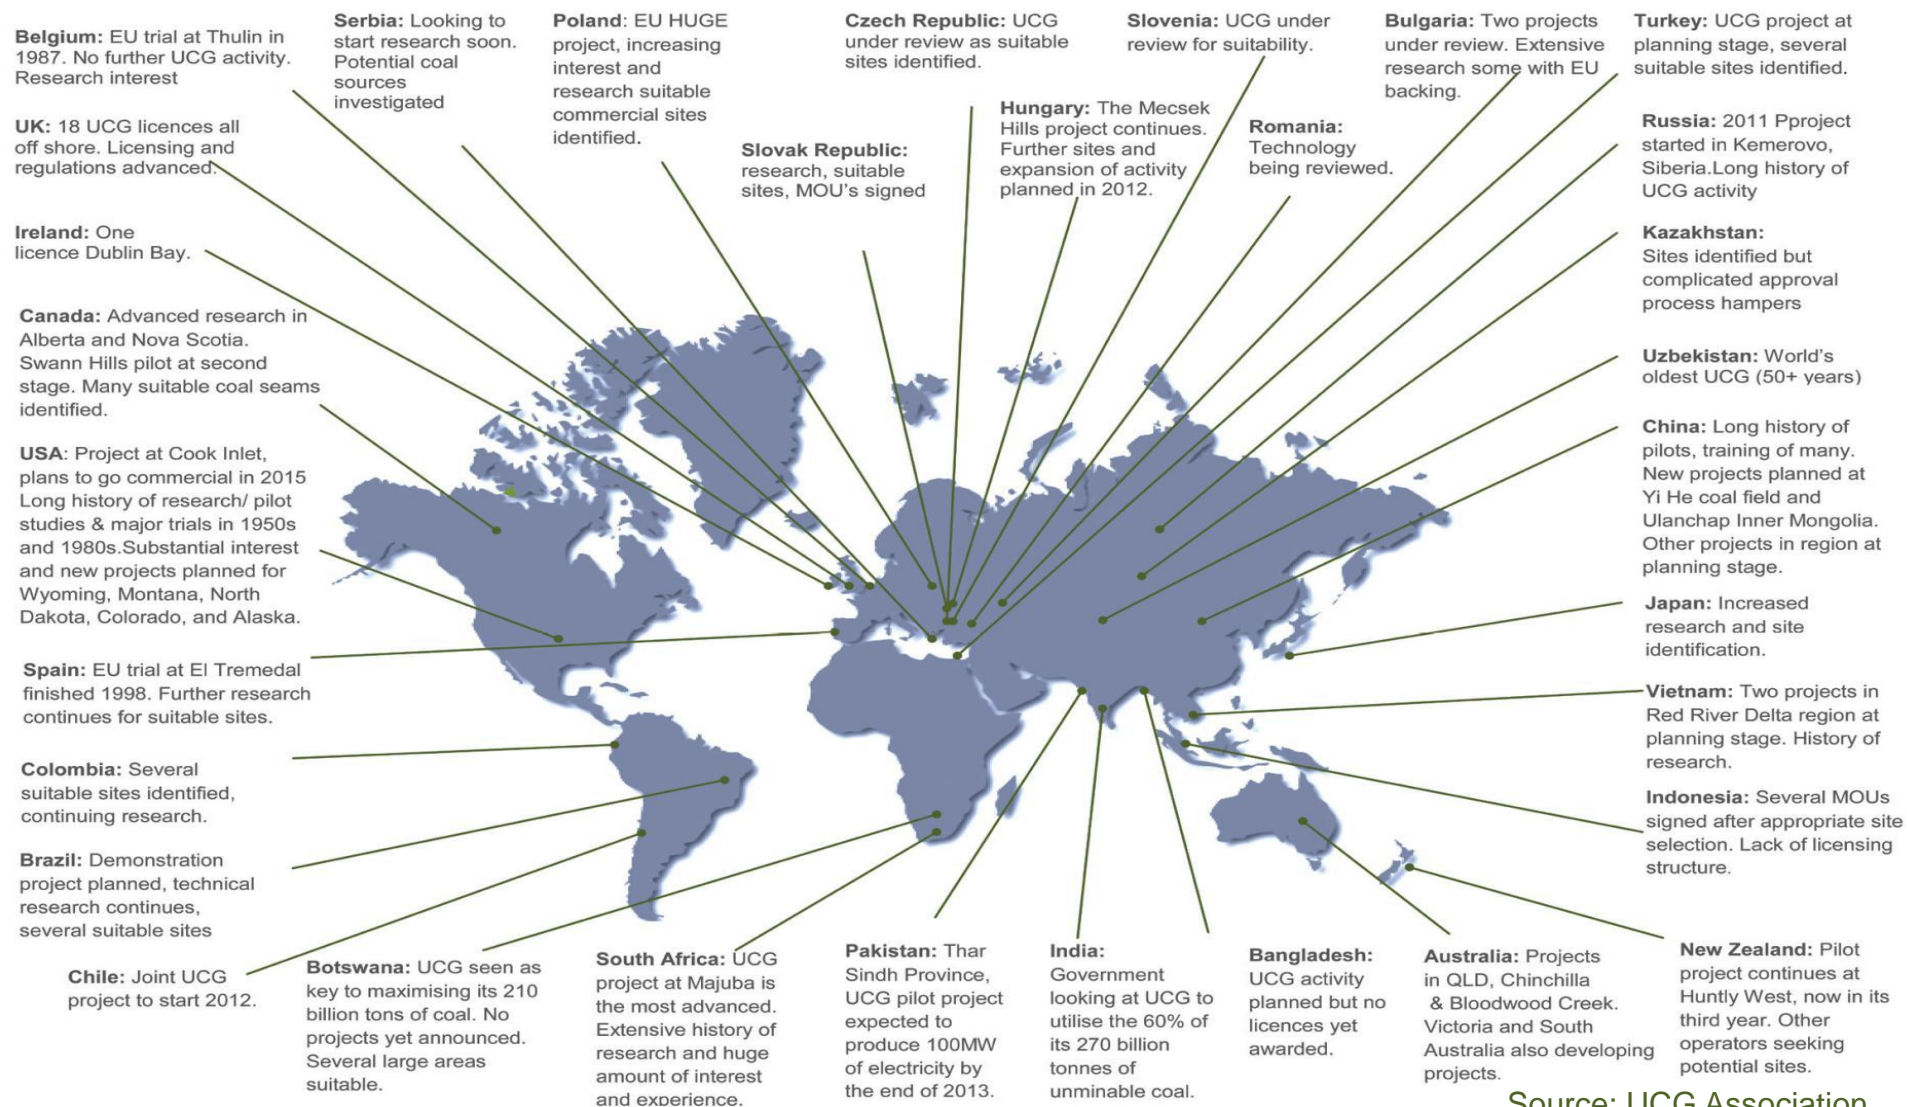 Belgium: EU trial at Thulin in
1987. No further UCG activity.
Research interest
UK: 18 UCG licences all
off shore. Licensing and
regulations advanced.
Ireland: One
licence Dublin Bay.
Canada: Advanced research in
Alberta and Nova Scotia.
Swann Hills pilot at second
stage. Many suitable coal seams
identified.
USA: Project at Cook Inlet,
plans to go commercial in 2015
Long history of research/ pilot
studies & major trials in 1950s
and 1980s.Substantial interest
and new projects planned for
Wyoming, Montana, North
Dakota, Colorado, and Alaska.
Spain: EU trial at El Tremedal
finished 1998. Further research
continues for suitable sites.
Colombia: Several
suitable sites identified,
continuing research.
Brazil: Demonstration
project planned, technical
research continues,
several suitable sites
Chile: Joint UCG
project to start 2012.
Serbia: Looking to
start research soon.
Potential coal
sources
investigated
Poland: EU HUGE
project, increasing
interest and
research suitable
commercial sites
identified.
Slovak Republic:
research, suitable
sites, MOU's signed
Czech Republic: UCG
under review as suitable
sites identified.
Hungary: The Mecsek
Hills project continues.
Further sites and
expansion of activity
planned in 2012.
Slovenia: UCG under
review for suitability.
Romania:
Technology
being reviewed.
Bulgaria: Two projects
under review. Extensive
research some with EU
backing.
Turkey: UCG project at
planning stage, several
suitable sites identified.
Russia: 2011 Pproject
started in Kemerovo,
Siberia.Long history of
UCG activity
Kazakhstan:
Sites identified but
complicated approval
process hampers
Uzbekistan: World's
oldest UCG (50+ years)
China: Long history of
pilots, training of many.
New projects planned at
Yi He coal field and
Ulanchap Inner Mongolia.
Other projects in region at
planning stage.
Japan: Increased
research and site
identification.
Vietnam: Two projects in
Red River Delta region at
planning stage. History of
research.
Indonesia: Several MOUs
signed after appropriate site
selection. Lack of licensing
structure.
Botswana: UCG seen as
key to maximising its 210
billion tons of coal. No
projects yet announced.
Several large areas
suitable.
South Africa: UCG
project at Majuba is
the most advanced.
Extensive history of
research and huge
amount of interest
and experience.
Pakistan: Thar
Sindh Province,
UCG pilot project
expected to
produce 100MW
of electricity by
the end of 2013.
India:
Government
looking at UCG to
utilise the 60% of
its 270 billion
tonnes of
unminable coal.
Bangladesh:
UCG activity
planned but no
licences yet
awarded.
Australia: Projects
in QLD, Chinchilla
& Bloodwood Creek.
Victoria and South
Australia also developing
projects.
New Zealand: Pilot
project continues at
Huntly West, now in its
third year. Other
operators seeking
potential sites.
Source: UCG Association